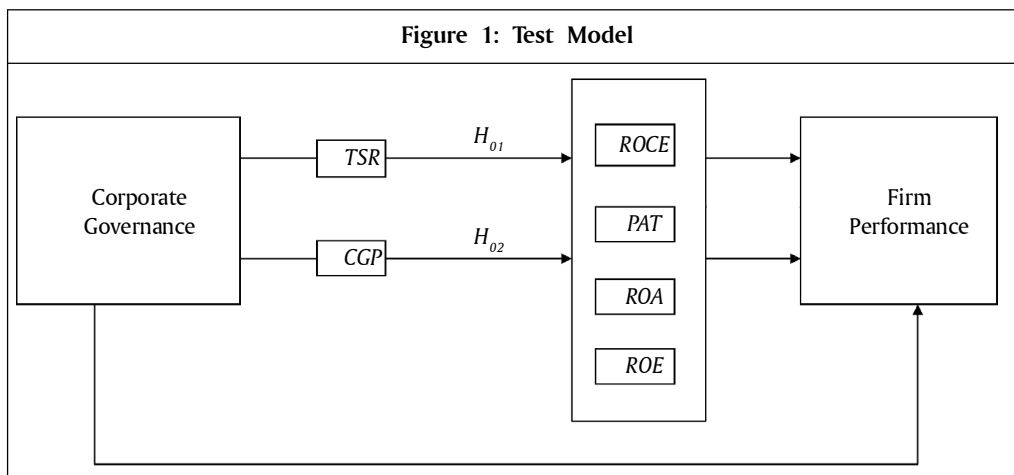 Figure 1: Test Model
Corporate
Governance
TSR
H01
CGP
H02
ROCE
PAT
ROA
ROE
Firm
Performance